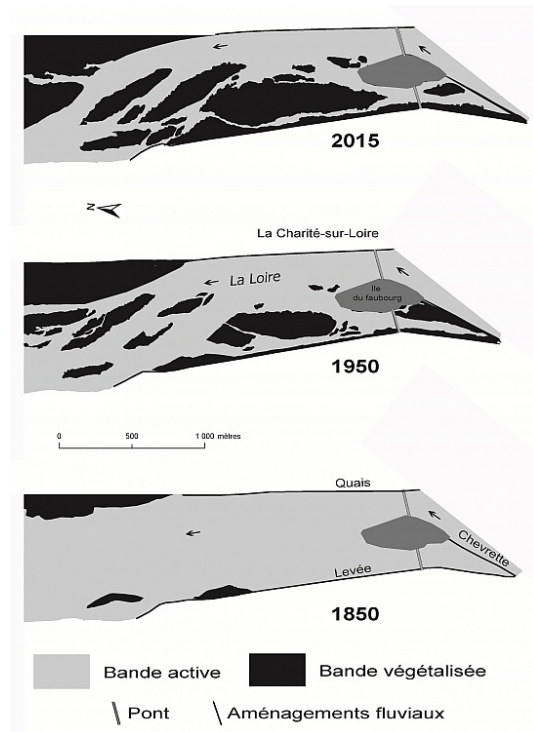 2015
N
La Charité-sur-Loire
La Loire
Ile
du faubourg
1950
0 500 1 000 mètres
Quais
Chevrette
Levée
1850
Bande active
Bande végétalisée
Pont
Aménagements fluviaux